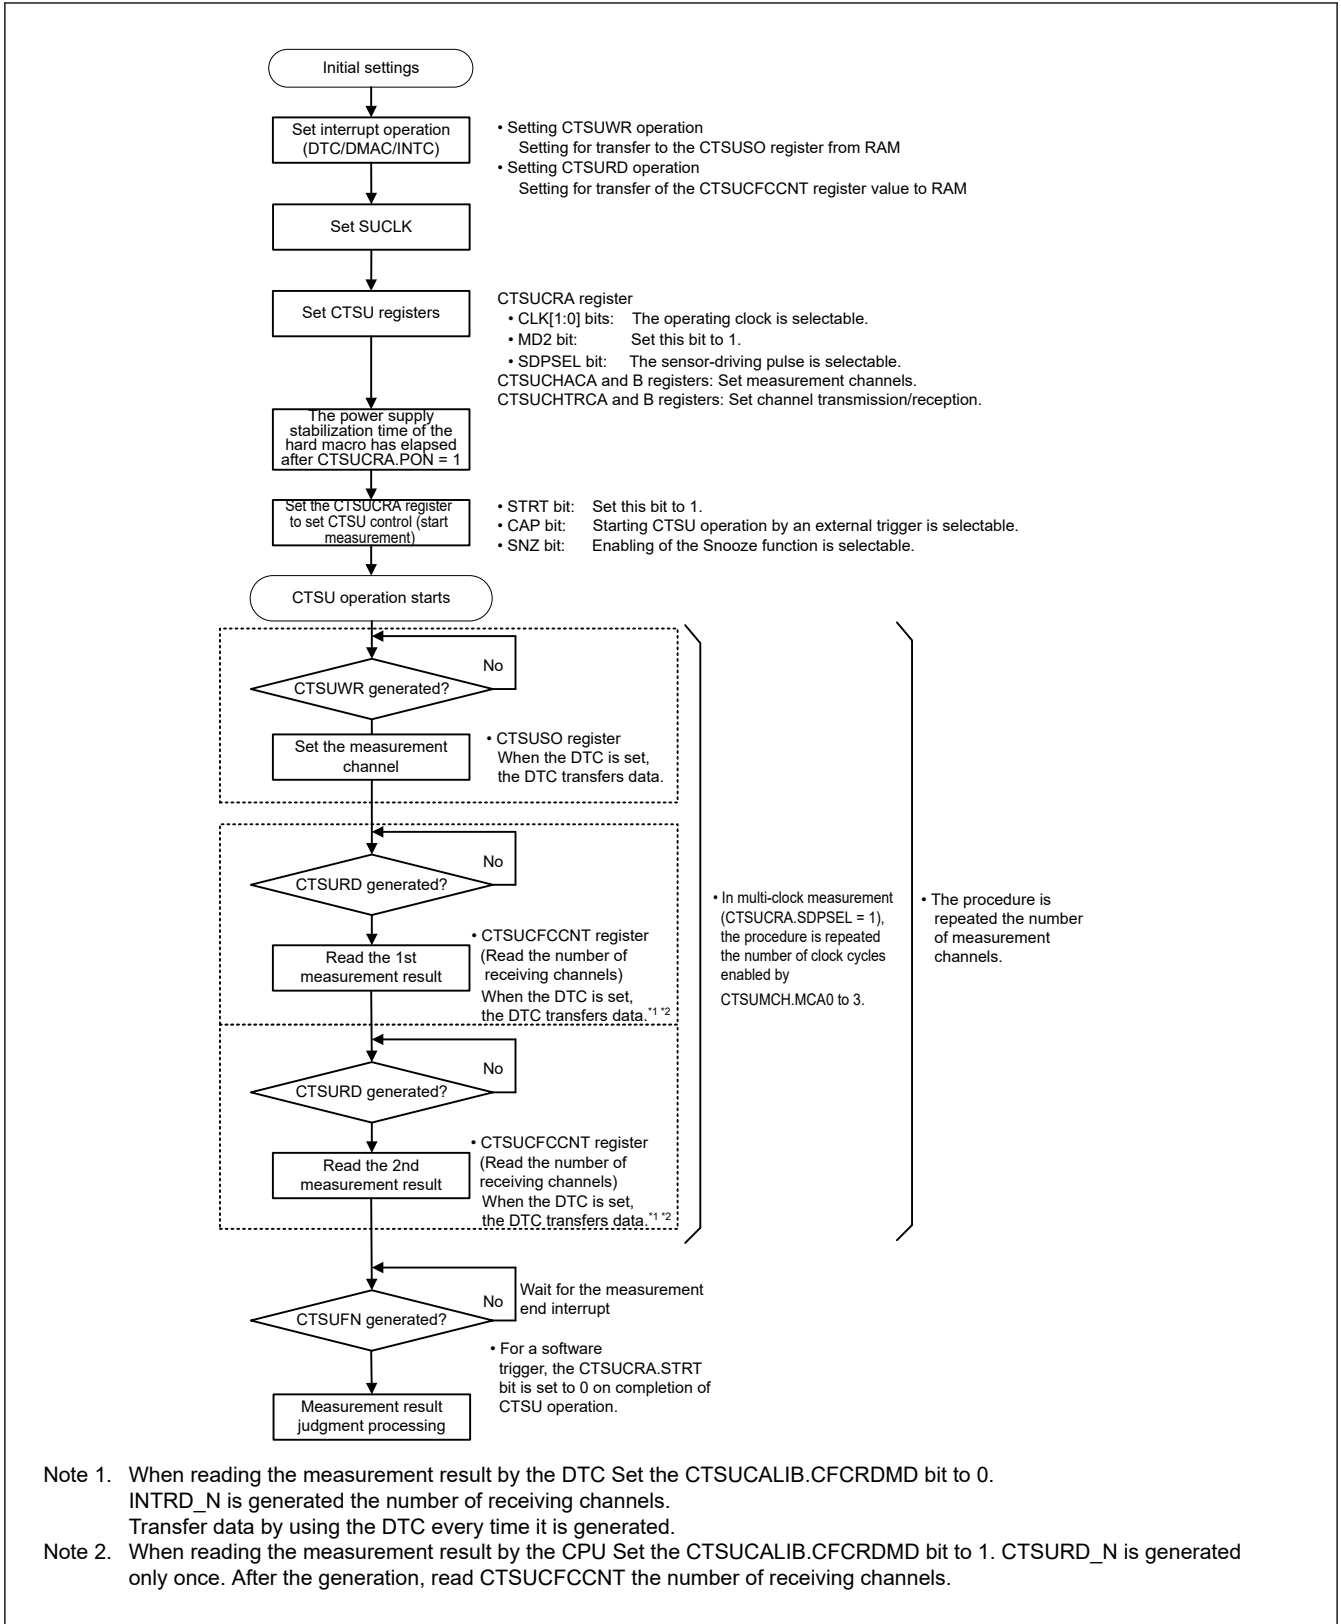 Initial settings
Set interrupt operation
(DTC/DMAC/INTC)
• Setting CTSUWR operation
Setting for transfer to the CTSUSO register from RAM
• Setting CTSURD operation
Setting for transfer of the CTSUCFCCNT register value to RAM
Set SUCLK
Set CTSU registers
CTSUCRA register
• CLK[1:0] bits: The operating clock is selectable.
• MD2 bit: Set this bit to 1.
• SDPSEL bit: The sensor-driving pulse is selectable.
CTSUCHACA and B registers: Set measurement channels.
CTSUCHTRCA and B registers: Set channel transmission/reception.
The power supply
stabilization time of the
hard macro has elapsed
after CTSUCRA.PON = 1
Set the CTSUCRA register
to set CTSU control (start
measurement)
• STRT bit: Set this bit to 1.
• CAP bit: Starting CTSU operation by an external trigger is selectable.
• SNZ bit: Enabling of the Snooze function is selectable.
CTSU operation starts
No
CTSUWR generated?
Set the measurement
channel
• CTSUSO register
When the DTC is set,
the DTC transfers data.
No
CTSURD generated?
Read the 1st
measurement result
• CTSUCFCCNT register
(Read the number of
receiving channels)
When the DTC is set,
the DTC transfers data.*1 *2
No
CTSURD generated?
Read the 2nd
measurement result
• CTSUCFCCNT register
(Read the number of
receiving channels)
When the DTC is set,
the DTC transfers data.*1 *2
• In multi-clock measurement
(CTSUCRA.SDPSEL = 1),
the procedure is repeated
the number of clock cycles
enabled by
CTSUMCH.MCA0 to 3.
• The procedure is
repeated the number
of measurement
channels.
No
Wait for the measurement
end interrupt
CTSUFN generated?
• For a software
trigger, the CTSUCRA.STRT
bit is set to 0 on completion of
CTSU operation.
Measurement result
judgment processing
Note 1. When reading the measurement result by the DTC Set the CTSUCALIB.CFCRDMD bit to 0.
INTRD_N is generated the number of receiving channels.
Transfer data by using the DTC every time it is generated.
Note 2. When reading the measurement result by the CPU Set the CTSUCALIB.CFCRDMD bit to 1. CTSURD_N is generated
only once. After the generation, read CTSUCFCCNT the number of receiving channels.